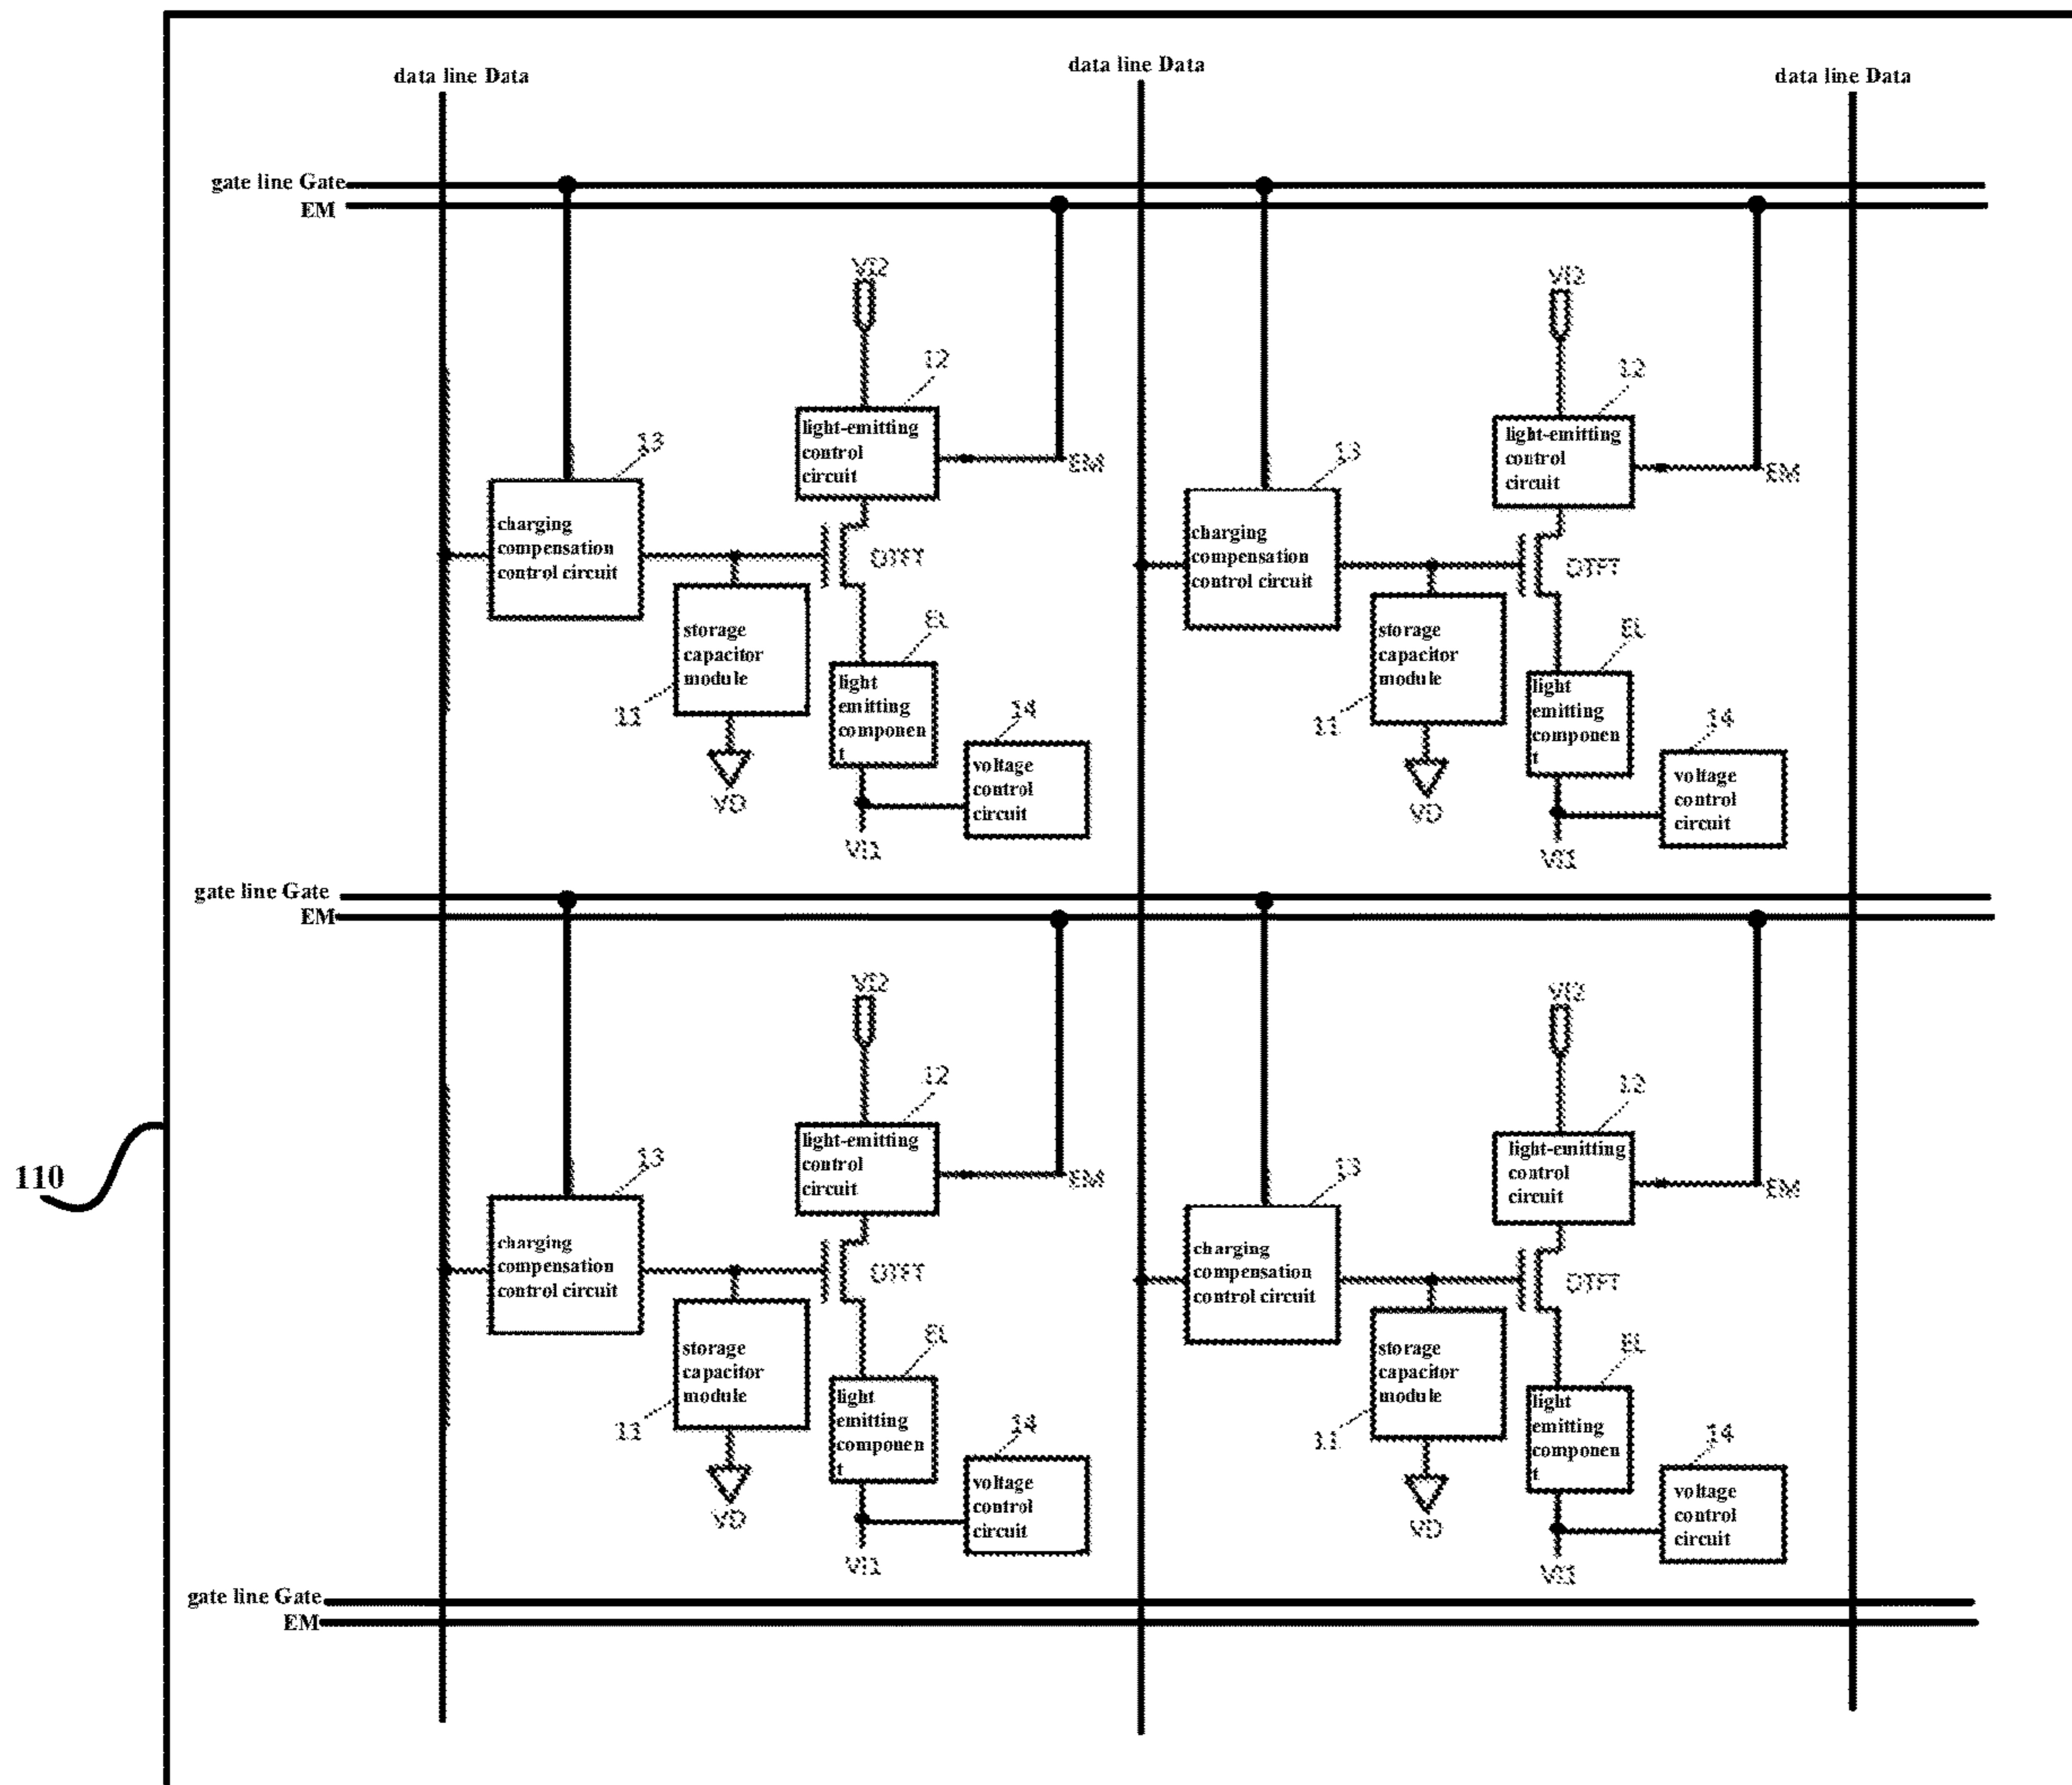 data line Data
data line Data
data line Data
gate line Gate
EM
VI2
VI2
12
12
light-emitting
control
circuit
light-emitting
control
circuit
EM
EM
13
13
charging
compensation
control circuit
charging
compensation
control circuit
DTFT
DTFT
EL
EL
storage
capacitor
module
storage
capacitor
module
11
11
light
emitting
componen
t
light
emitting
componen
t
14
14
voltage
control
circuit
voltage
control
circuit
VD
VD
VI1
VI1
gate line Gate
EM
VI2
VI2
12
12
light-emitting
control
circuit
light-emitting
control
circuit
EM
EM
13
13
110
charging
compensation
control circuit
charging
compensation
control circuit
DTFT
DTFT
EL
EL
storage
capacitor
module
storage
capacitor
module
11
11
light
emitting
componen
t
light
emitting
componen
t
14
14
voltage
control
circuit
voltage
control
circuit
VD
VD
VI1
VI1
gate line Gate
EM